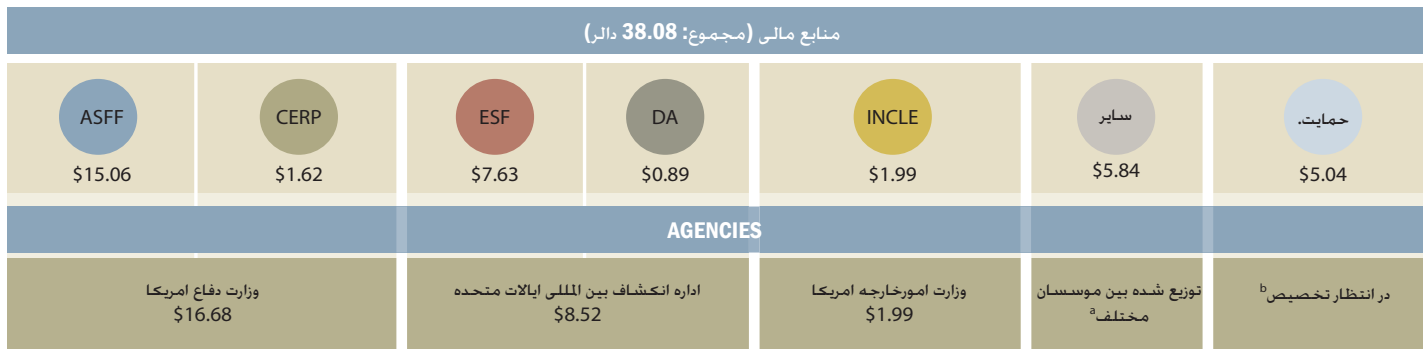 منابع مالی (مجموع: 38.08 دالر)
ASFF
$15.06
CERP
$1.62
ESF
$7.63
DA
$0.89
INCLE
$1.99
سایر
$5.84
حمایت.
$5.04
AGENCIES
وزارت دفاع امریکا
$16.68
اداره انکشاف بین المللی ایالات متحده
$8.52
وزارت امورخارجه امریکا
$1.99
توزیع شده بین موسسان
مختلف a
در انتظار تخصیص b